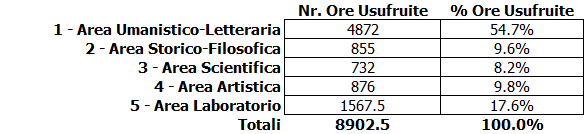 Nr. Ore Usufruite % Ore Usufruite
1 - Area Umanistico-Letteraria 4872 54.7%
2 - Area Storico-Filosofica 855 9.6%
3 - Area Scientifica 732 8.2%
4 - Area Artistica 876 9.8%
5 - Area Laboratorio 1567.5 17.6%
Totali 8902.5 100.0%